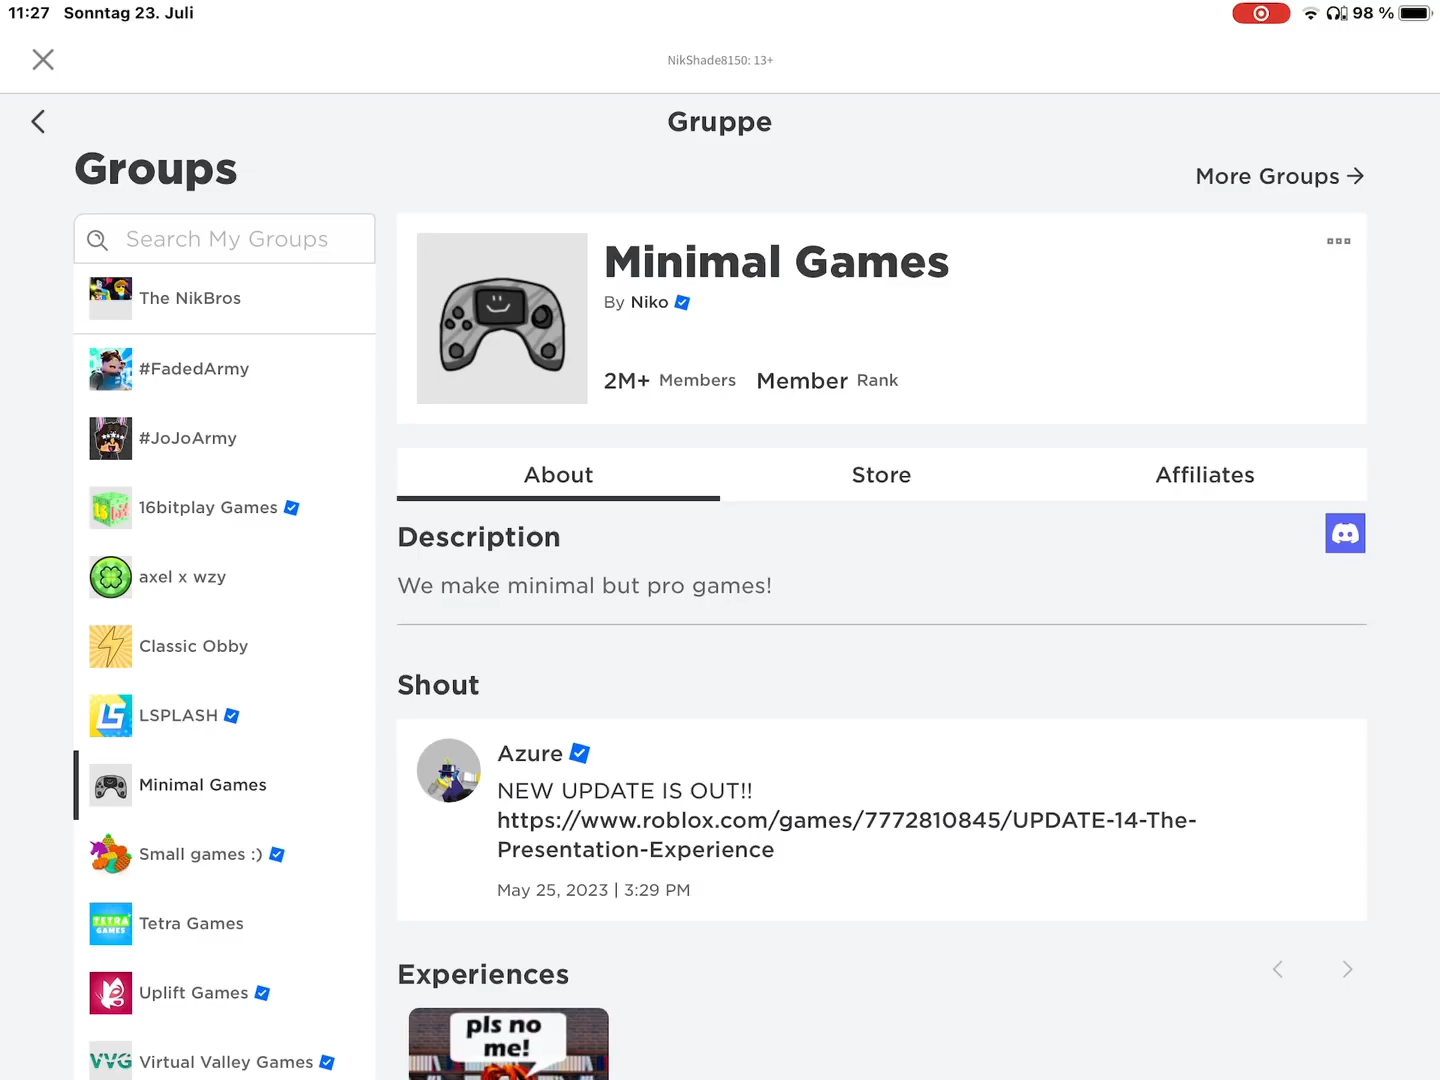 11:27 Sonntag 23. Juli
98 %
NikShade8150: 13+
Gruppe
Groups
More Groups →
Search My Groups
The NikBros
#FadedArmy
#JoJoArmy
16bitplay Games
axel x wzy
Classic Obby
LSPLASH
Minimal Games
Small games :)
TETRA
GAMES
Tetra Games
Uplift Games
VVG
Virtual Valley Games
Minimal Games
By Niko
2M+ Members Member Rank
About Store Affiliates
Description
We make minimal but pro games!
Shout
Azure
NEW UPDATE IS OUT!!
https://www.roblox.com/games/7772810845/UPDATE-14-The-
Presentation-Experience
May 25, 2023 | 3:29 PM
Experiences
pls no
me!